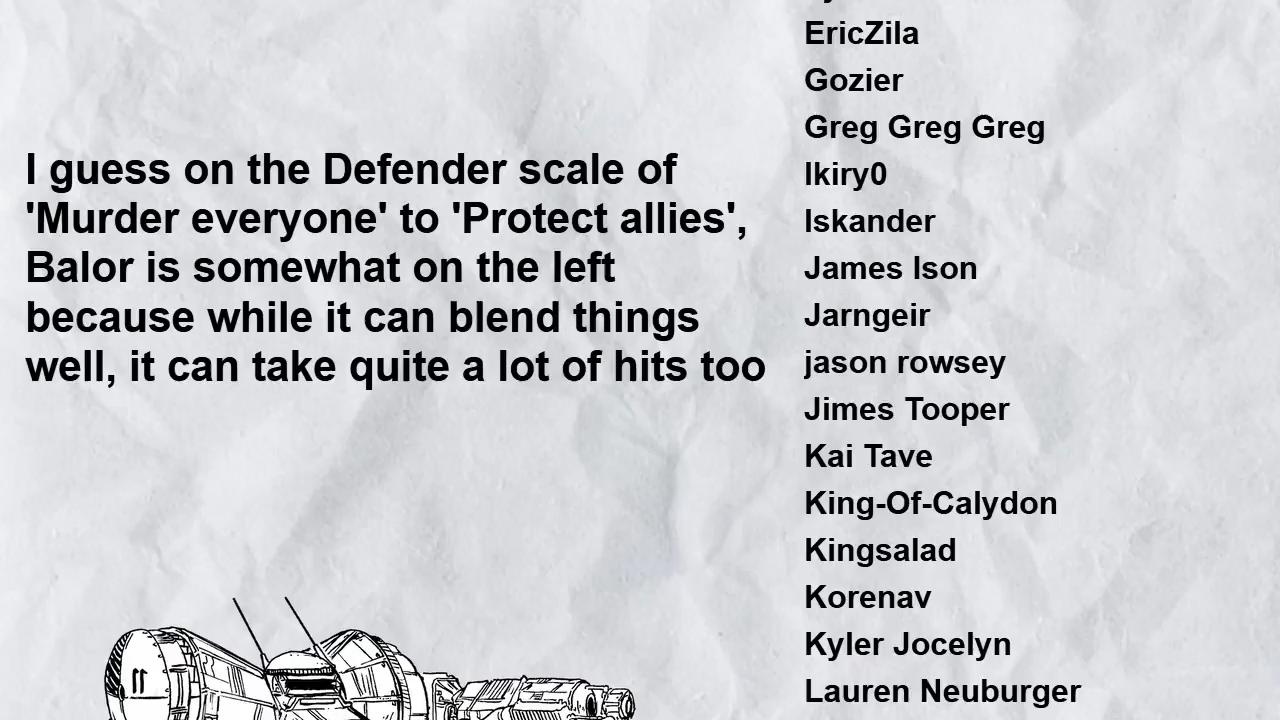 I guess on the Defender scale of
'Murder everyone' to 'Protect allies',
Balor is somewhat on the left
because while it can blend things
well, it can take quite a lot of hits too
EricZila
Gozier
Greg Greg Greg
Ikiry0
Iskander
James Ison
Jarngeir
jason rowsey
Jimes Tooper
Kai Tave
King-Of-Calydon
Kingsalad
Korenav
Kyler Jocelyn
Lauren Neuburger